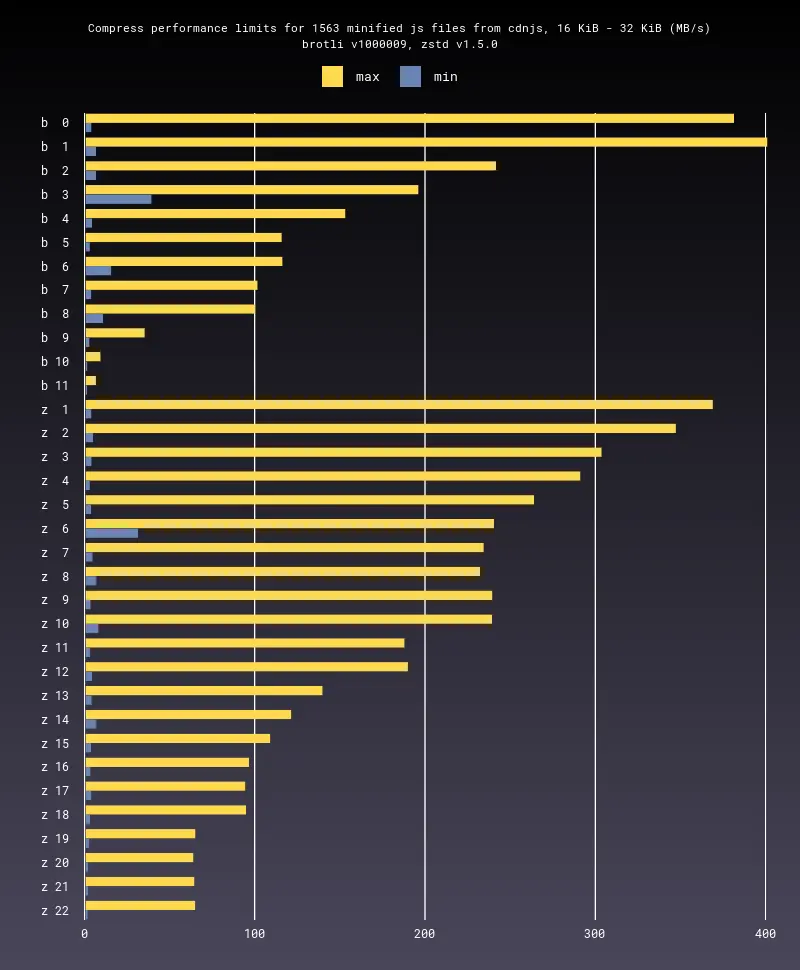 Compress performance limits for 1563 minified js files from cdnjs, 16 KiB - 32 KiB (MB/s)
brotli v1000009, zstd v1.5.0
max min
b 0
b 1
b 2
b 3
b 4
b 5
b 6
b 7
b 8
b 9
b 10
b 11
z 1
z 2
z 3
z 4
z 5
z 6
z 7
z 8
z 9
z 10
z 11
z 12
z 13
z 14
z 15
z 16
z 17
z 18
z 19
z 20
z 21
z 22
0 100 200 300 400